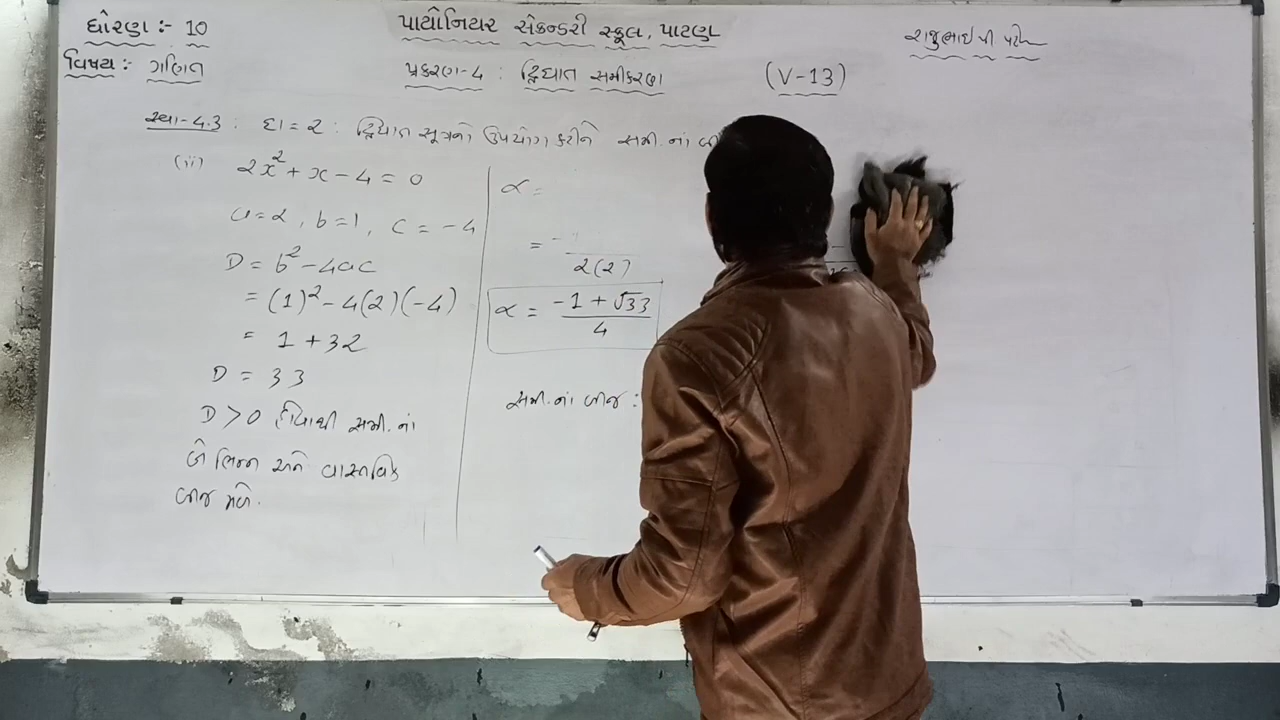 ધોરણ :- 10
પાયોનિયર સેકન્ડરી સ્કૂલ, પાટણ
રાજુભાઇ પી પટેલ
વિષય : ગણિત
પ્રકરણ-4 : દ્વિઘાત સમીકરણ
(V-13)
સ્વા-4.3 : દા = 2 : દ્વિઘાત સૂત્રનો ઉપયોગ કરીને સમી.નાં
(ii) 2x² + x - 4 = 0
a = 2, b = 1, c = -4
D = b² - 4ac
= (1)² - 4(2)(-4)
= 1 + 32
D = 33
D > 0 હોવાથી સમી.નાં
બે ભિન્ન અને વાસ્તવિક
બીજ મળે.
α =
= - / 2(2)
α = (-1 + √33) / 4
સમી.નાં બીજ :